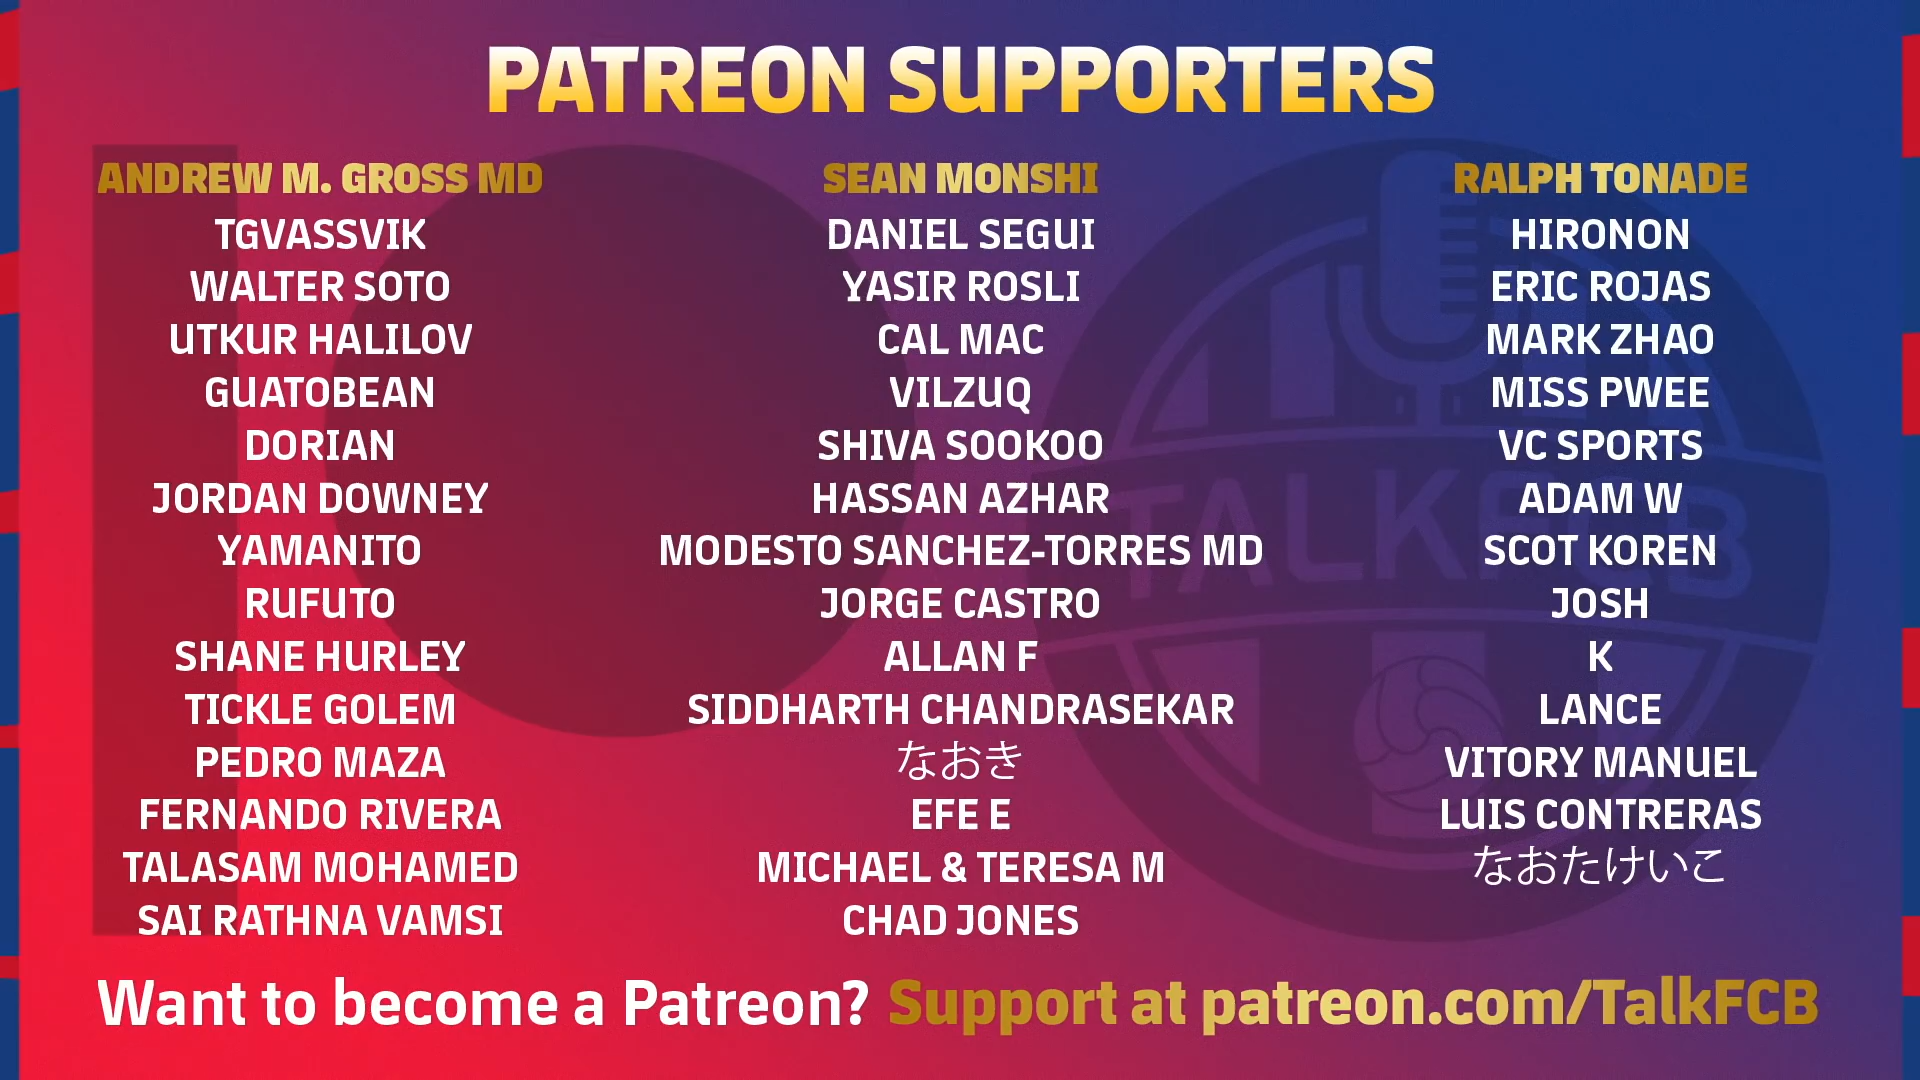 PATREON SUPPORTERS
ANDREW M. GROSS MD
TGVASSVIK
WALTER SOTO
UTKUR HALILOV
GUATOBEAN
DORIAN
JORDAN DOWNEY
YAMANITO
RUFUTO
SHANE HURLEY
TICKLE GOLEM
PEDRO MAZA
FERNANDO RIVERA
TALASAM MOHAMED
SAI RATHNA VAMSI
SEAN MONSHI
DANIEL SEGUI
YASIR ROSLI
CAL MAC
VILZUQ
SHIVA SOOKOO
HASSAN AZHAR
MODESTO SANCHEZ-TORRES MD
JORGE CASTRO
ALLAN F
SIDDHARTH CHANDRASEKAR
なおき
EFE E
MICHAEL & TERESA M
CHAD JONES
RALPH TONADE
HIRONON
ERIC ROJAS
MARK ZHAO
MISS PWEE
VC SPORTS
ADAM W
SCOT KOREN
JOSH
K
LANCE
VITORY MANUEL
LUIS CONTRERAS
なおたけいこ
TALKFCB
Want to become a Patreon? Support at patreon.com/TalkFCB